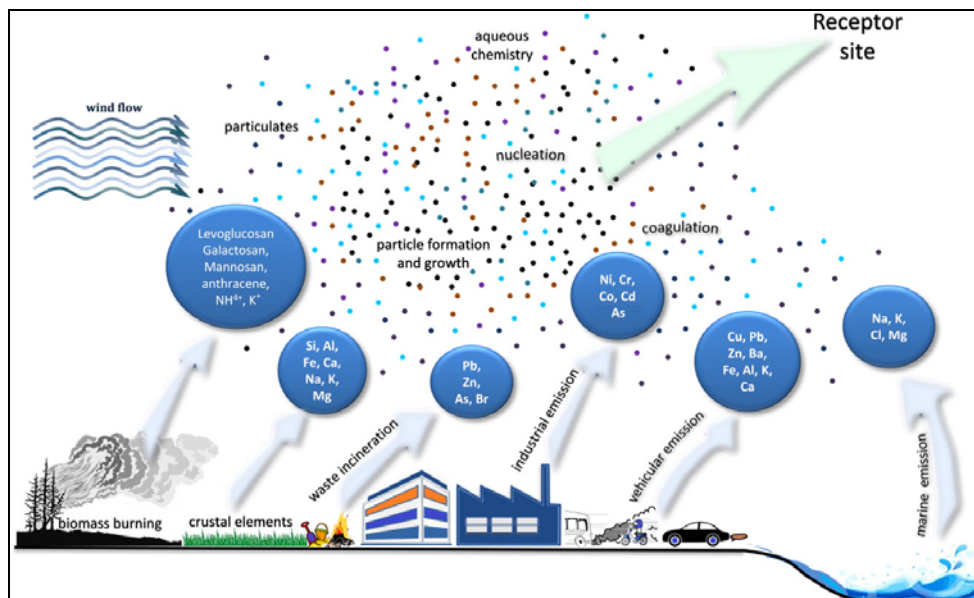 Receptor
site
aqueous
chemistry
wind flow
particulates
nucleation
coagulation
particle formation
and growth
Levoglucosan
Galactosan,
Mannosan,
anthracene,
NH⁴⁺, K⁺
Si, Al,
Fe, Ca,
Na, K,
Mg
Pb,
Zn,
As, Br
Ni, Cr,
Co, Cd
As
Cu, Pb,
Zn, Ba,
Fe, Al, K,
Ca
Na, K,
Cl, Mg
biomass burning
crustal elements
waste incineration
industrial emission
vehicular emission
marine emission